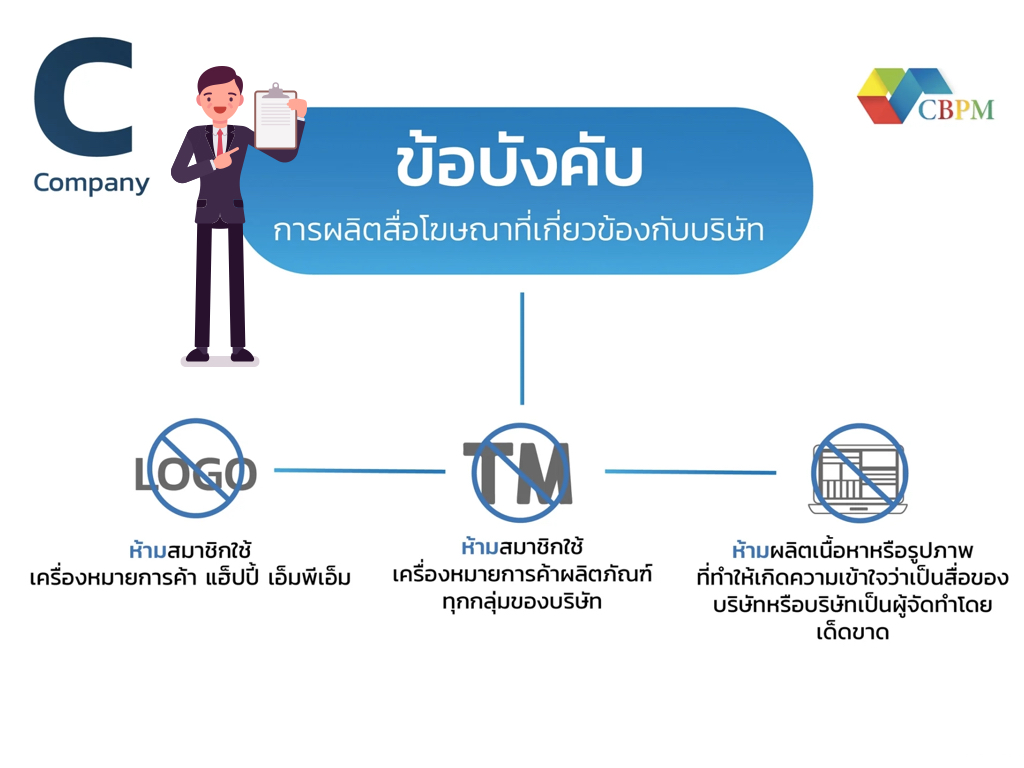 C
Company
CBPM
ข้อบังคับ
การผลิตสื่อโฆษณาที่เกี่ยวข้องกับบริษัท
LOGO
TM
ห้ามสมาชิกใช้
เครื่องหมายการค้า แฮ็ปปี้ เอ็มพีเอ็ม
ห้ามสมาชิกใช้
เครื่องหมายการค้าผลิตภัณฑ์
ทุกกลุ่มของบริษัท
ห้ามผลิตเนื้อหาหรือรูปภาพ
ที่ทำให้เกิดความเข้าใจว่าเป็นสื่อของ
บริษัทหรือบริษัทเป็นผู้จัดทำโดย
เด็ดขาด